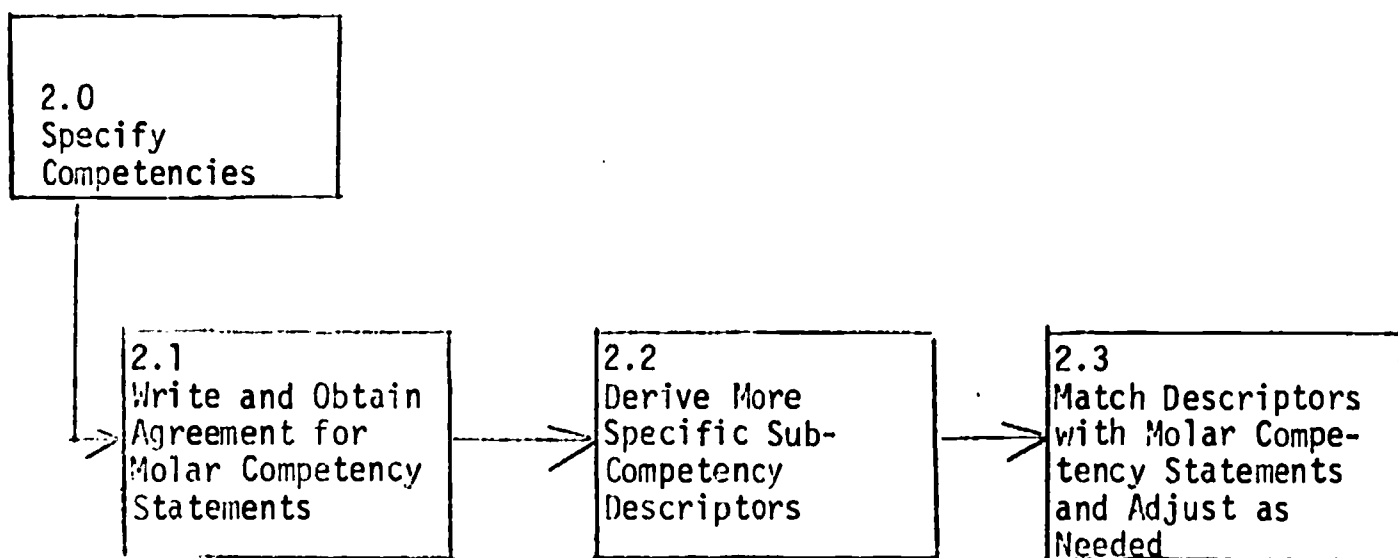 2.0
Specify
Competencies
2.1
Write and Obtain
Agreement for
Molar Competency
Statements
2.2
Derive More
Specific Sub-
Competency
Descriptors
2.3
Match Descriptors
with Molar Compe-
tency Statements
and Adjust as
Needed